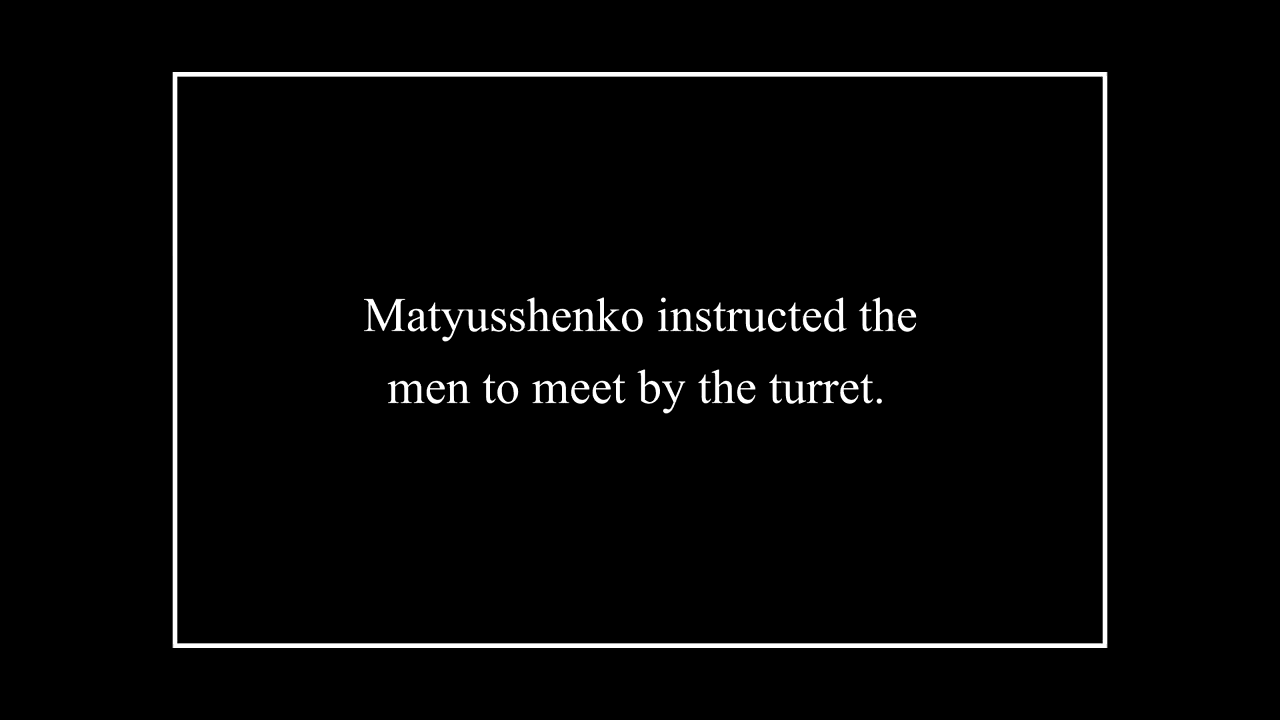 Matyusshenko instructed the
men to meet by the turret.